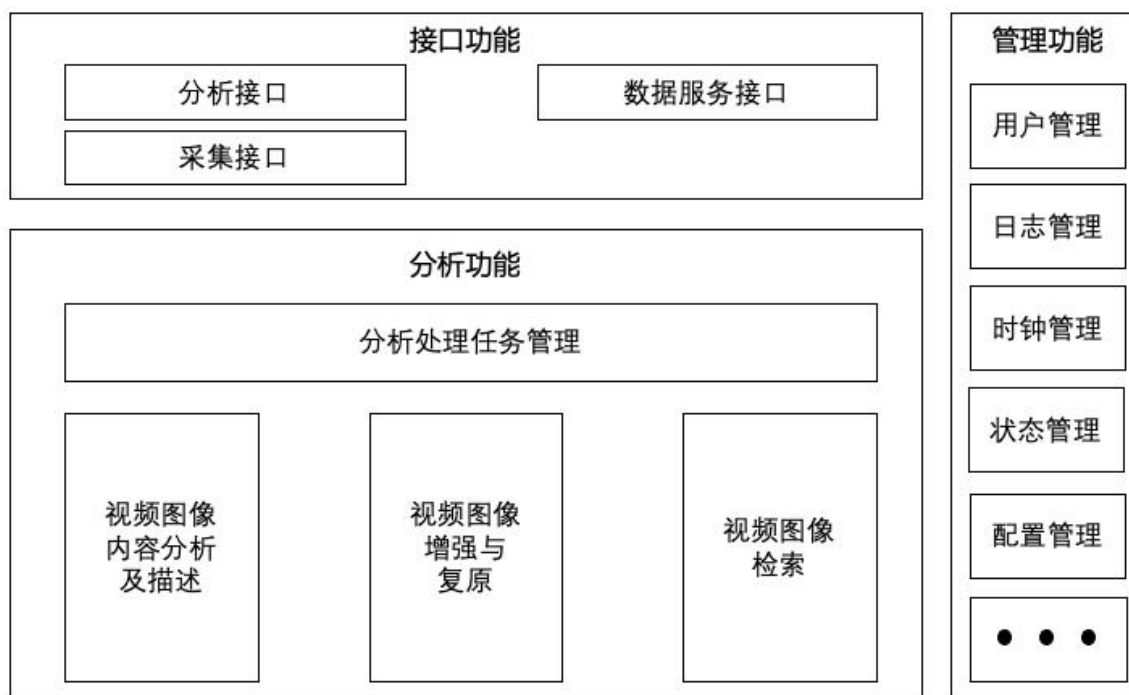 接口功能
分析接口
数据服务接口
采集接口
分析功能
分析处理任务管理
视频图像
内容分析
及描述
视频图像
增强与
复原
视频图像
检索
管理功能
用户管理
日志管理
时钟管理
状态管理
配置管理
● ● ●